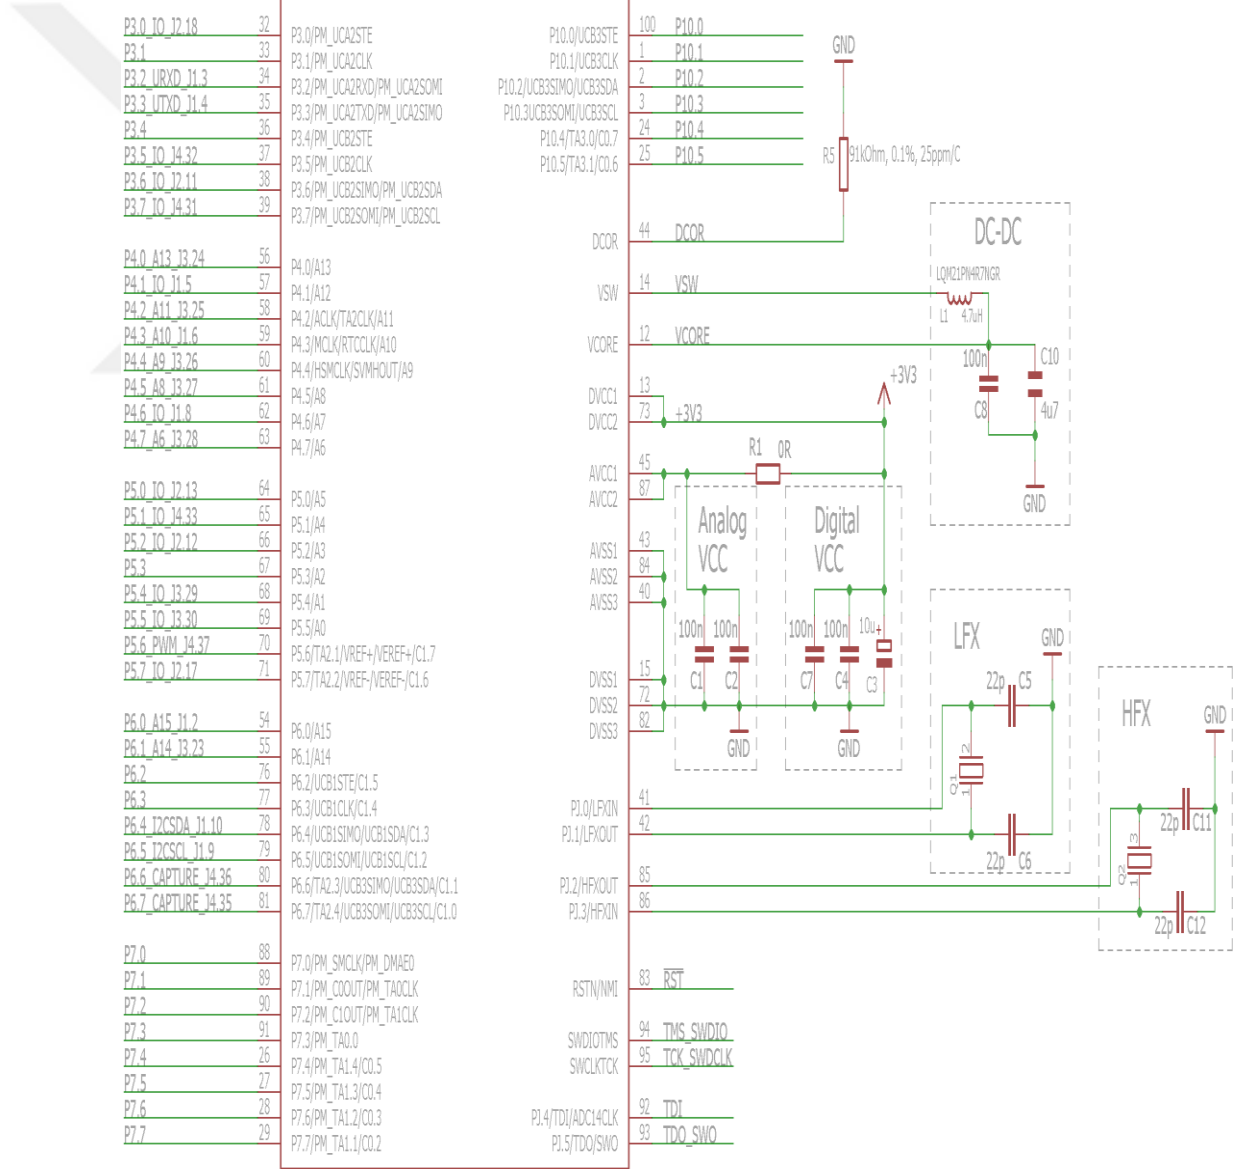 P3.0_IO_J2.18 32 P3.0/PM_UCA2STE
P3.1 33 P3.1/PM_UCA2CLK
P3.2_URXD_J1.3 34 P3.2/PM_UCA2RXD/PM_UCA2SOMI
P3.3_UTXD_J1.4 35 P3.3/PM_UCA2TXD/PM_UCA2SIMO
P3.4 36 P3.4/PM_UCB2STE
P3.5_IO_J4.32 37 P3.5/PM_UCB2CLK
P3.6_IO_J2.11 38 P3.6/PM_UCB2SIMO/PM_UCB2SDA
P3.7_IO_J4.31 39 P3.7/PM_UCB2SOMI/PM_UCB2SCL
P4.0_A13_J3.24 56 P4.0/A13
P4.1_IO_J1.5 57 P4.1/A12
P4.2_A11_J3.25 58 P4.2/ACLK/TA2CLK/A11
P4.3_A10_J1.6 59 P4.3/MCLK/RTCCLK/A10
P4.4_A9_J3.26 60 P4.4/HSMCLK/SVMHOUT/A9
P4.5_A8_J3.27 61 P4.5/A8
P4.6_IO_J1.8 62 P4.6/A7
P4.7_A6_J3.28 63 P4.7/A6
P5.0_IO_J2.13 64 P5.0/A5
P5.1_IO_J4.33 65 P5.1/A4
P5.2_IO_J2.12 66 P5.2/A3
P5.3 67 P5.3/A2
P5.4_IO_J3.29 68 P5.4/A1
P5.5_IO_J3.30 69 P5.5/A0
P5.6_PWM_J4.37 70 P5.6/TA2.1/VREF+/VEREF+/C1.7
P5.7_IO_J2.17 71 P5.7/TA2.2/VREF-/VEREF-/C1.6
P6.0_A15_J1.2 54 P6.0/A15
P6.1_A14_J3.23 55 P6.1/A14
P6.2 76 P6.2/UCB1STE/C1.5
P6.3 77 P6.3/UCB1CLK/C1.4
P6.4_I2CSDA_J1.10 78 P6.4/UCB1SIMO/UCB1SDA/C1.3
P6.5_I2CSCL_J1.9 79 P6.5/UCB1SOMI/UCB1SCL/C1.2
P6.6_CAPTURE_J4.36 80 P6.6/TA2.3/UCB3SIMO/UCB3SDA/C1.1
P6.7_CAPTURE_J4.35 81 P6.7/TA2.4/UCB3SOMI/UCB3SCL/C1.0
P7.0 88 P7.0/PM_SMCLK/PM_DMAE0
P7.1 89 P7.1/PM_C0OUT/PM_TA0CLK
P7.2 90 P7.2/PM_C1OUT/PM_TA1CLK
P7.3 91 P7.3/PM_TA0.0
P7.4 26 P7.4/PM_TA1.4/C0.5
P7.5 27 P7.5/PM_TA1.3/C0.4
P7.6 28 P7.6/PM_TA1.2/C0.3
P7.7 29 P7.7/PM_TA1.1/C0.2
P10.0/UCB3STE 100 P10.0
P10.1/UCB3CLK 1 P10.1
P10.2/UCB3SIMO/UCB3SDA 2 P10.2
P10.3UCB3SOMI/UCB3SCL 3 P10.3
P10.4/TA3.0/C0.7 24 P10.4
P10.5/TA3.1/C0.6 25 P10.5
DCOR 44 DCOR
VSW 14 VSW
VCORE 12 VCORE
DVCC1 13
DVCC2 73 +3V3
AVCC1 45
AVCC2 87
AVSS1 43
AVSS2 84
AVSS3 40
DVSS1 15
DVSS2 72
DVSS3 82
PJ.0/LFXIN 41
PJ.1/LFXOUT 42
PJ.2/HFXOUT 85
PJ.3/HFXIN 86
RSTN/NMI 83 RST
SWDIOTMS 94 TMS_SWDIO
SWCLKTCK 95 TCK_SWDCLK
PJ.4/TDI/ADC14CLK 92 TDI
PJ.5/TDO/SWO 93 TDO_SWO
GND
R5 91kOhm, 0.1%, 25ppm/C
DC-DC
LQM21PN4R7NGR
L1 4.7uH
100n C10
C8 4u7
GND
+3V3
R1 0R
Analog
VCC
100n 100n
C1 C2
GND
Digital
VCC
100n 100n 10u +
C7 C4 C3
GND
LFX
GND
22p C5
2
Q1
1
22p C6
HFX
GND
22p C11
3
Q2
1
22p C12